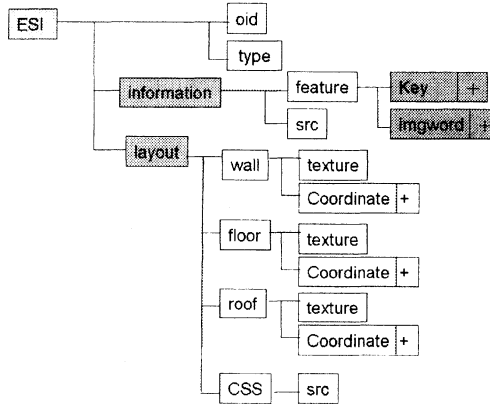 ESI
oid
type
information
feature
Key +
Imgword +
src
layout
wall
texture
Coordinate +
floor
texture
Coordinate +
roof
texture
Coordinate +
CSS
src